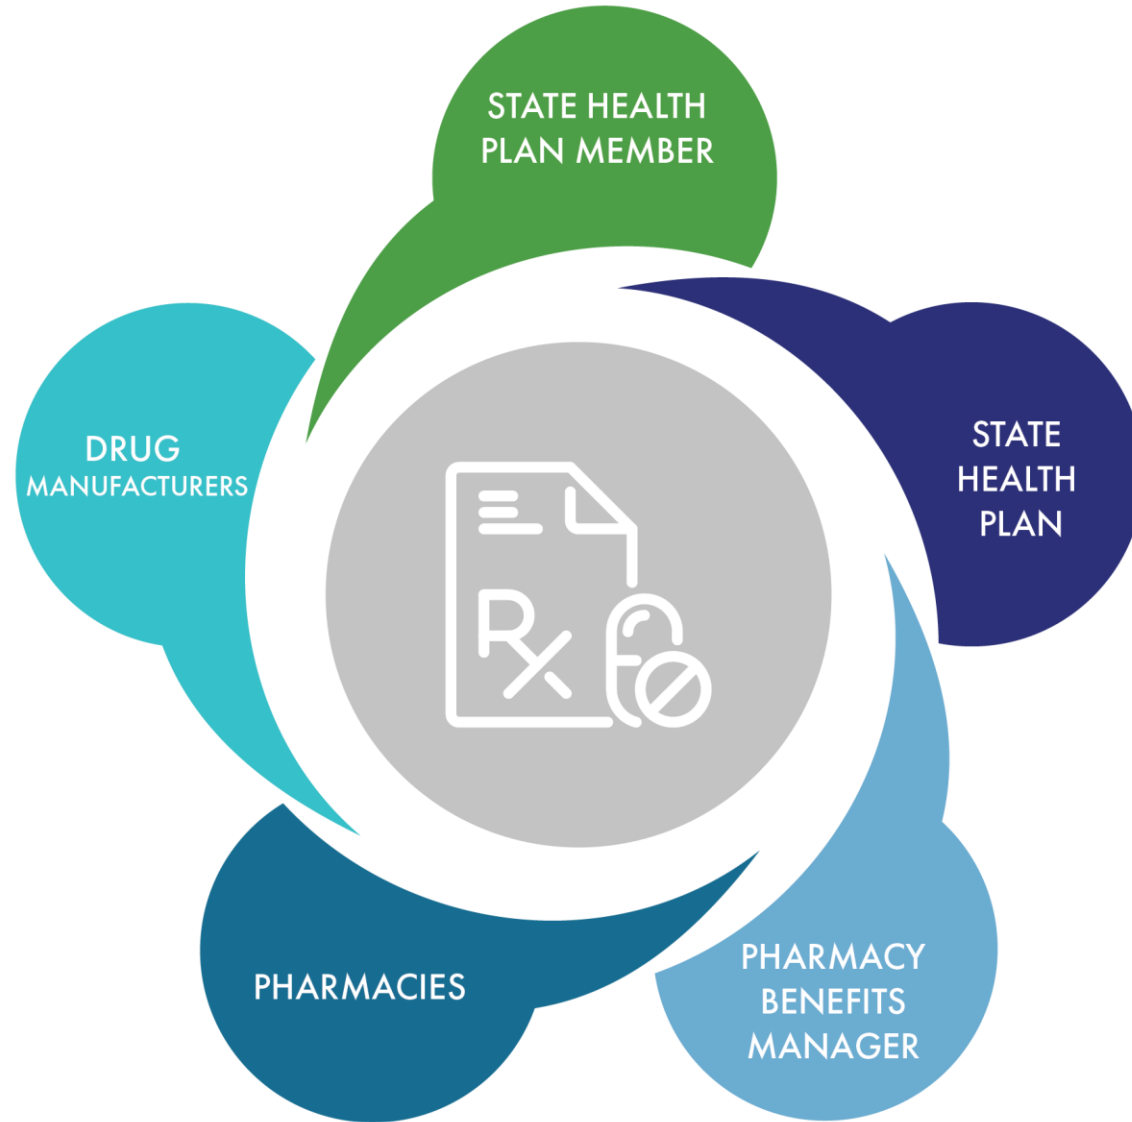 STATE HEALTH
PLAN MEMBER
STATE
HEALTH
PLAN
PHARMACY
BENEFITS
MANAGER
PHARMACIES
DRUG
MANUFACTURERS
Rx